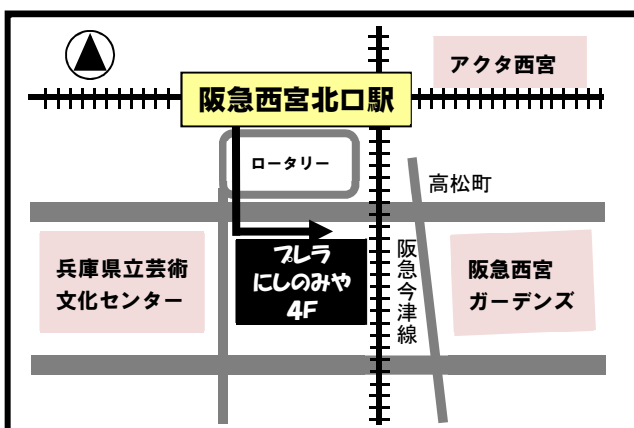 アクタ西宮
阪急西宮北口駅
ロータリー
高松町
兵庫県立芸術
文化センター
プレラ
にしのみや
4F
阪急今津線
阪急西宮
ガーデンズ